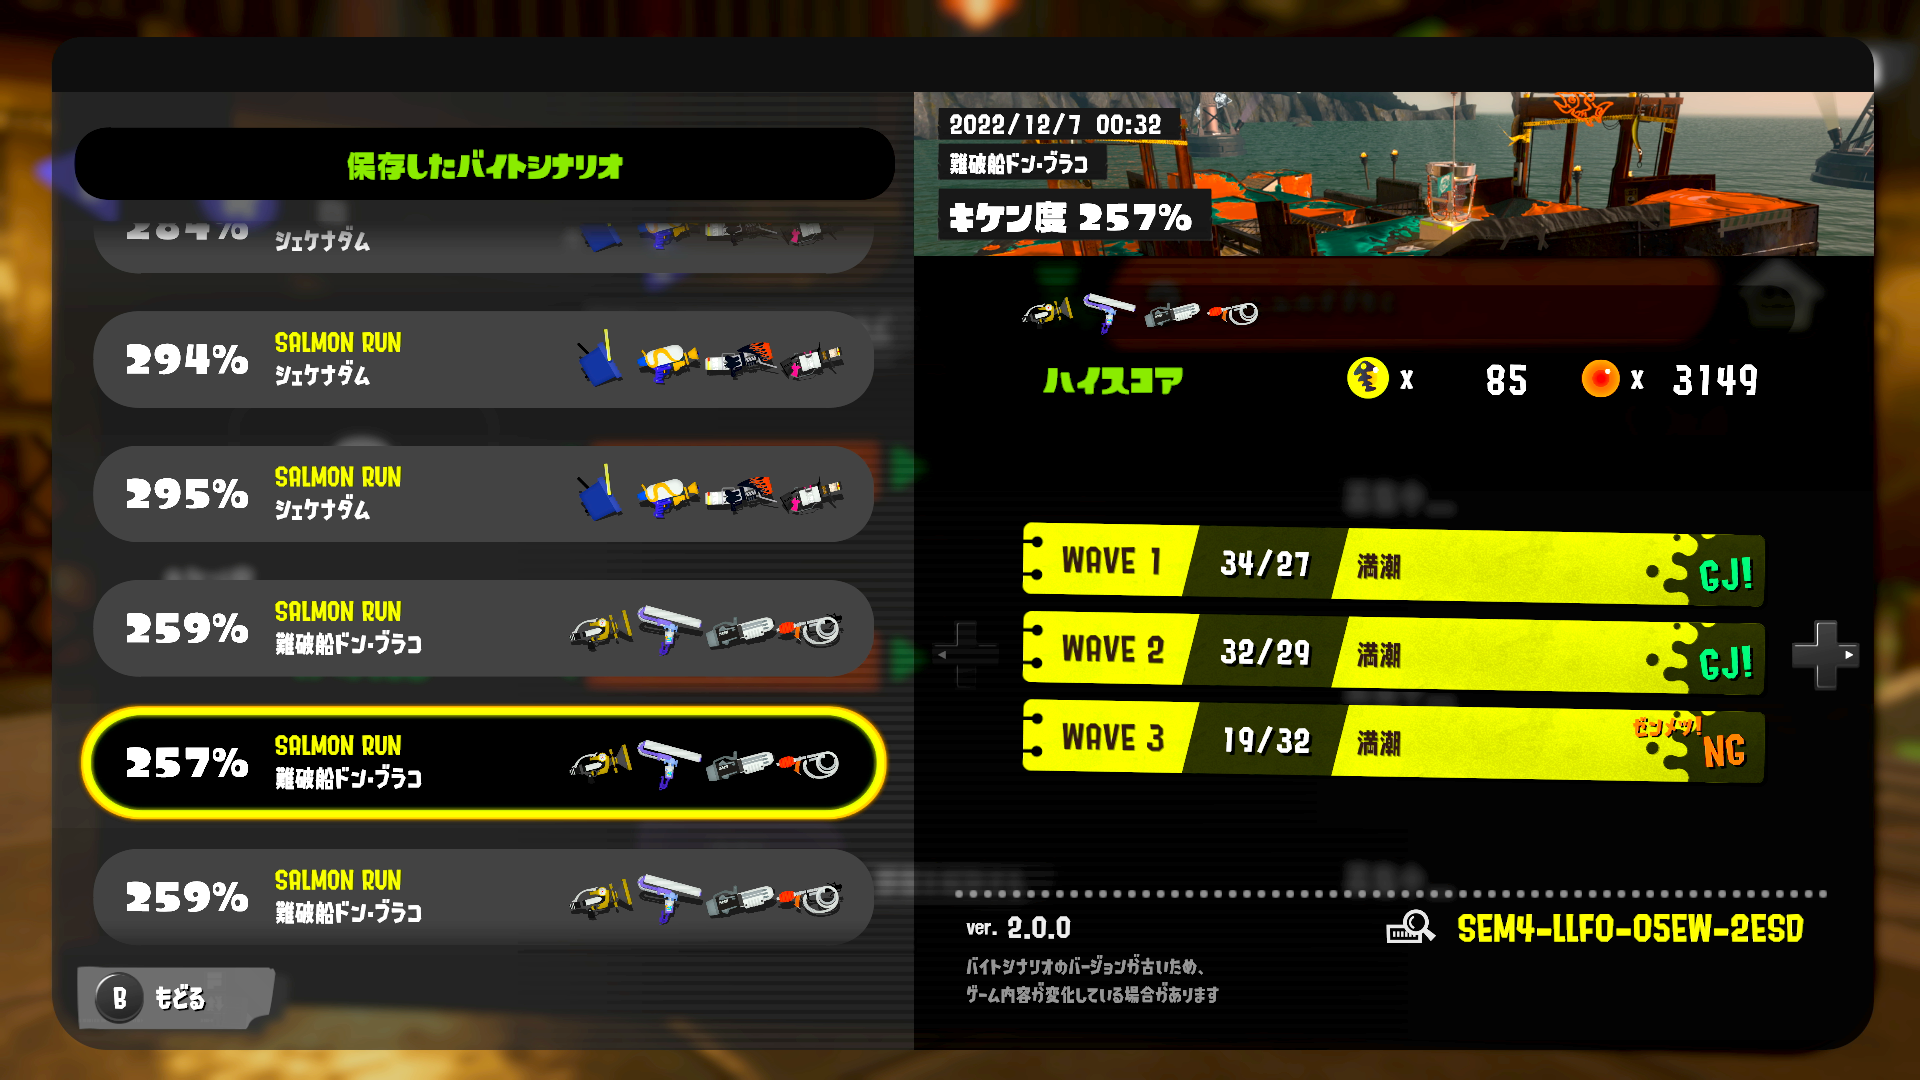 保存したバイトシナリオ
284%
シェケナダム
294%
SALMON RUN
シェケナダム
295%
SALMON RUN
シェケナダム
259%
SALMON RUN
難破船ドン・ブラコ
257%
SALMON RUN
難破船ドン・ブラコ
259%
SALMON RUN
難破船ドン・ブラコ
B もどる
2022/12/7 00:32
難破船ドン・ブラコ
キケン度 257%
ハイスコア x 85 x 3149
WAVE 1 34/27 満潮 GJ!
WAVE 2 32/29 満潮 GJ!
WAVE 3 19/32 満潮 ゼンメツ! NG
ver. 2.0.0
SEM4-LLF0-05EW-2ESD
バイトシナリオのバージョンが古いため、
ゲーム内容が変化している場合があります